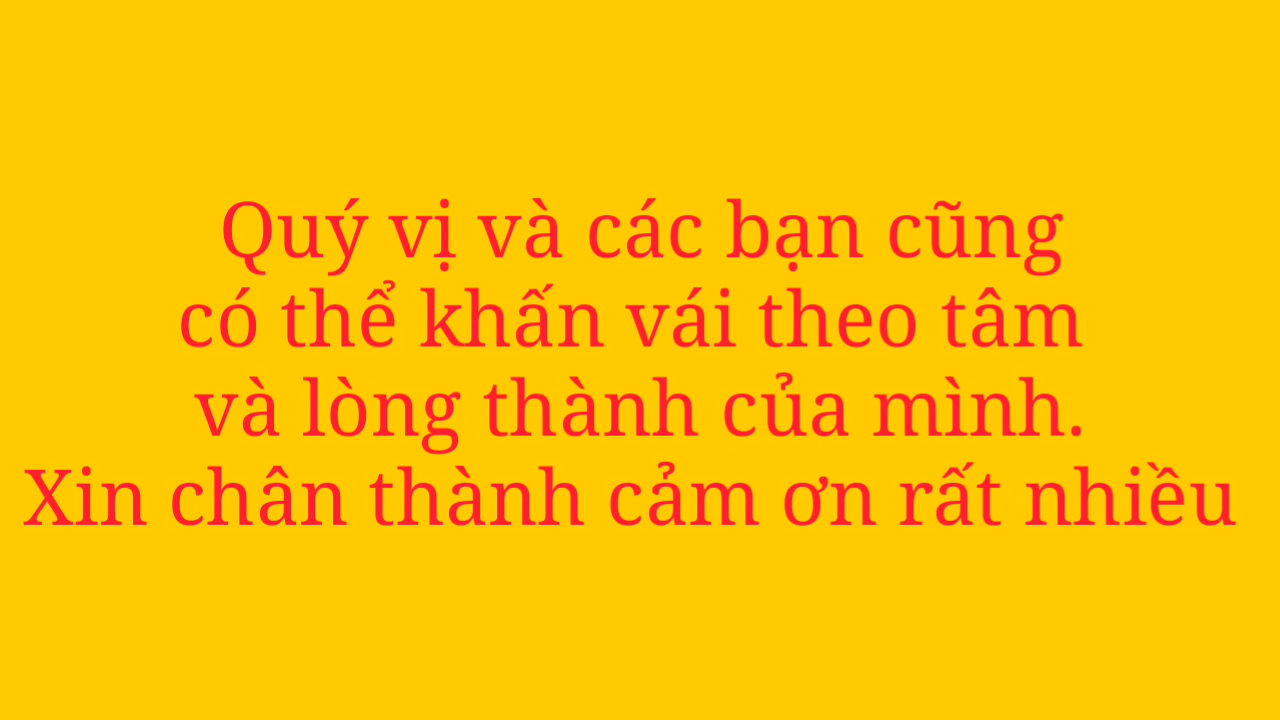 Quý vị và các bạn cũng
có thể khấn vái theo tâm
và lòng thành của mình.
Xin chân thành cảm ơn rất nhiều